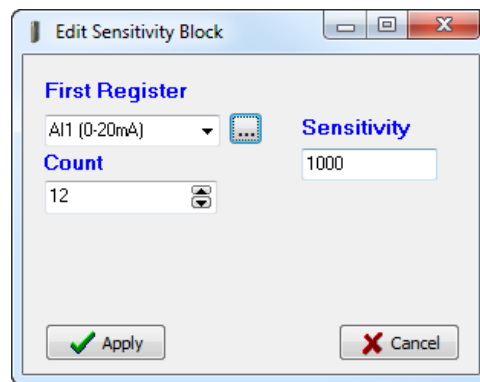 Edit Sensitivity Block
First Register
AI1 (0-20mA)
...
Sensitivity
Count
1000
12
Apply
Cancel